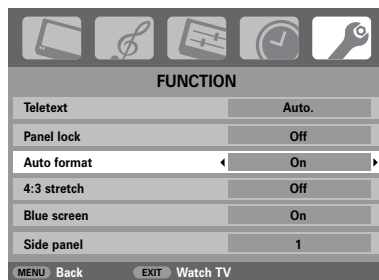 FUNCTION
Teletext Auto.
Panel lock Off
Auto format On
4:3 stretch Off
Blue screen On
Side panel 1
MENU Back EXIT Watch TV